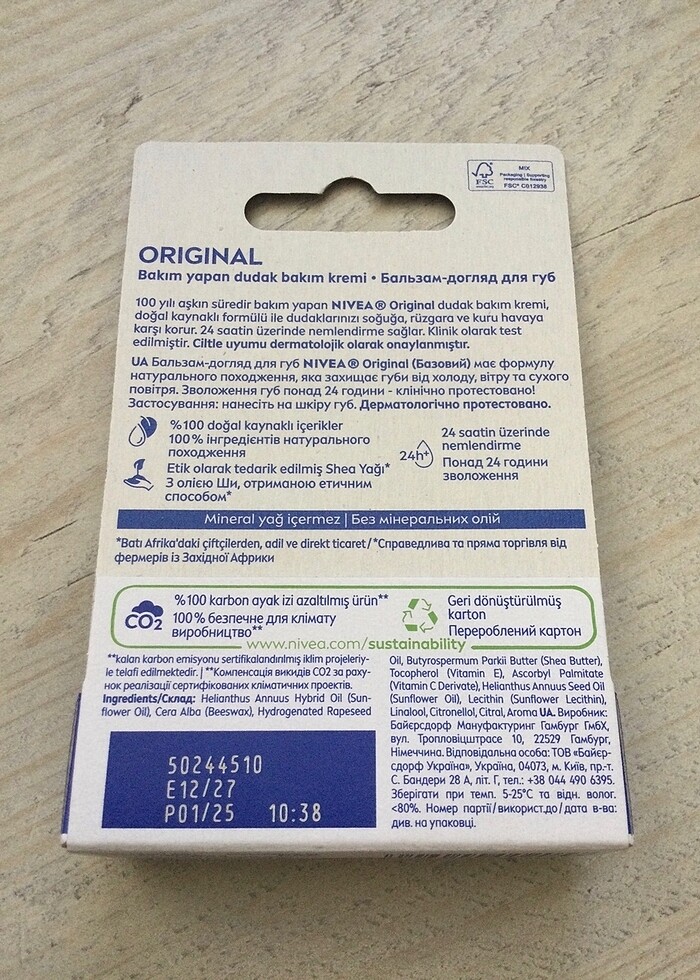 FSC
MIX
Packaging | Supporting
responsible forestry
FSC® C012938
ORIGINAL
Bakım yapan dudak bakım kremi • Бальзам-догляд для губ
100 yılı aşkın süredir bakım yapan NIVEA® Original dudak bakım kremi,
doğal kaynaklı formülü ile dudaklarınızı soğuğa, rüzgara ve kuru havaya
karşı korur. 24 saatin üzerinde nemlendirme sağlar. Klinik olarak test
edilmiştir. Ciltle uyumu dermatolojik olarak onaylanmıştır.
UA Бальзам-догляд для губ NIVEA® Original (Базовий) має формулу
натурального походження, яка захищає губи від холоду, вітру та сухого
повітря. Зволоження губ понад 24 години - клінічно протестовано!
Застосування: нанесіть на шкіру губ. Дерматологічно протестовано.
%100 doğal kaynaklı içerikler
100% інгредієнтів натурального
походження
Etik olarak tedarik edilmiş Shea Yağı*
З олією Ши, отриманою етичним
способом*
24h+
24 saatin üzerinde
nemlendirme
Понад 24 години
зволоження
Mineral yağ içermez | Без мінеральних олій
*Batı Afrika'daki çiftçilerden, adil ve direkt ticaret/*Справедлива та пряма торгівля від
фермерів із Західної Африки
CO2
%100 karbon ayak izi azaltılmış ürün**
100% безпечне для клімату
виробництво**
Geri dönüştürülmüş
karton
Перероблений картон
www.nivea.com/sustainability
**kalan karbon emisyonu sertifikalandırılmış iklim projeleriy-
le telafi edilmektedir. | **Компенсація викидів CO2 за раху-
нок реалізації сертифікованих кліматичних проектів.
Ingredients/Склад: Helianthus Annuus Hybrid Oil (Sun-
flower Oil), Cera Alba (Beeswax), Hydrogenated Rapeseed
Oil, Butyrospermum Parkii Butter (Shea Butter),
Tocopherol (Vitamin E), Ascorbyl Palmitate
(Vitamin C Derivate), Helianthus Annuus Seed Oil
(Sunflower Oil), Lecithin (Sunflower Lecithin),
Linalool, Citronellol, Citral, Aroma UA. Виробник:
Байєрсдорф Мануфактуринг Гамбург ГмбХ,
вул. Тропловіцштрасе 10, 22529 Гамбург,
Німеччина. Відповідальна особа: ТОВ «Байєр-
сдорф Україна», Україна, 04073, м. Київ, пр.-т.
С. Бандери 28 А, літ. Г, тел.: +38 044 490 6395.
Зберігати при темп. 5-25°C та відн. волог.
<80%. Номер партії/використ.до/дата в-ва:
див. на упаковці.
50244510
E12/27
P01/25 10:38